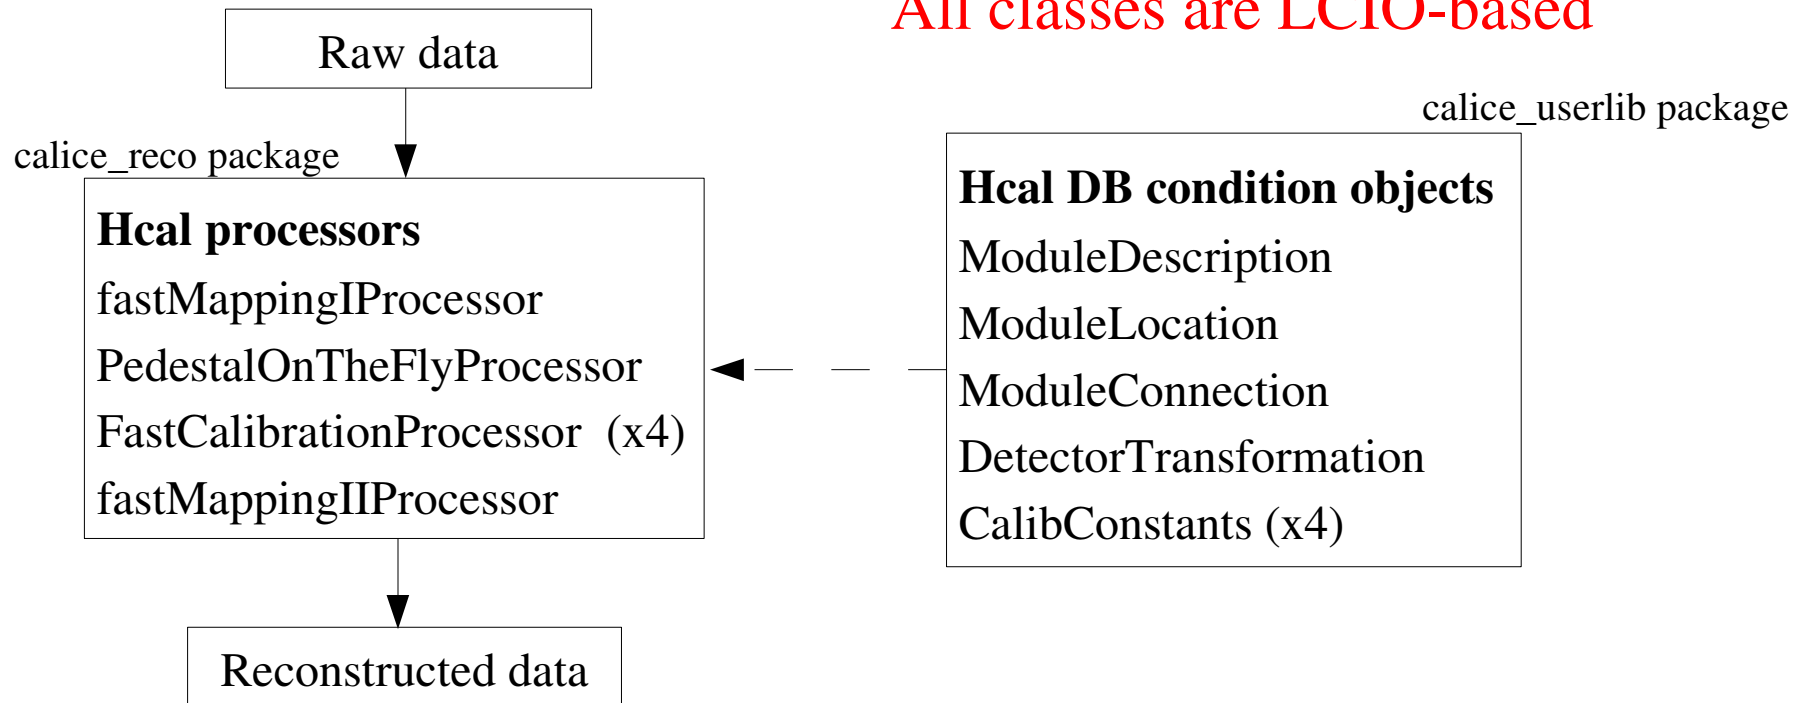 All classes are LCIO-based
Raw data
calice_reco package
Hcal processors
fastMappingIProcessor
PedestalOnTheFlyProcessor
FastCalibrationProcessor (x4)
fastMappingIIProcessor
calice_userlib package
Hcal DB condition objects
ModuleDescription
ModuleLocation
ModuleConnection
DetectorTransformation
CalibConstants (x4)
Reconstructed data